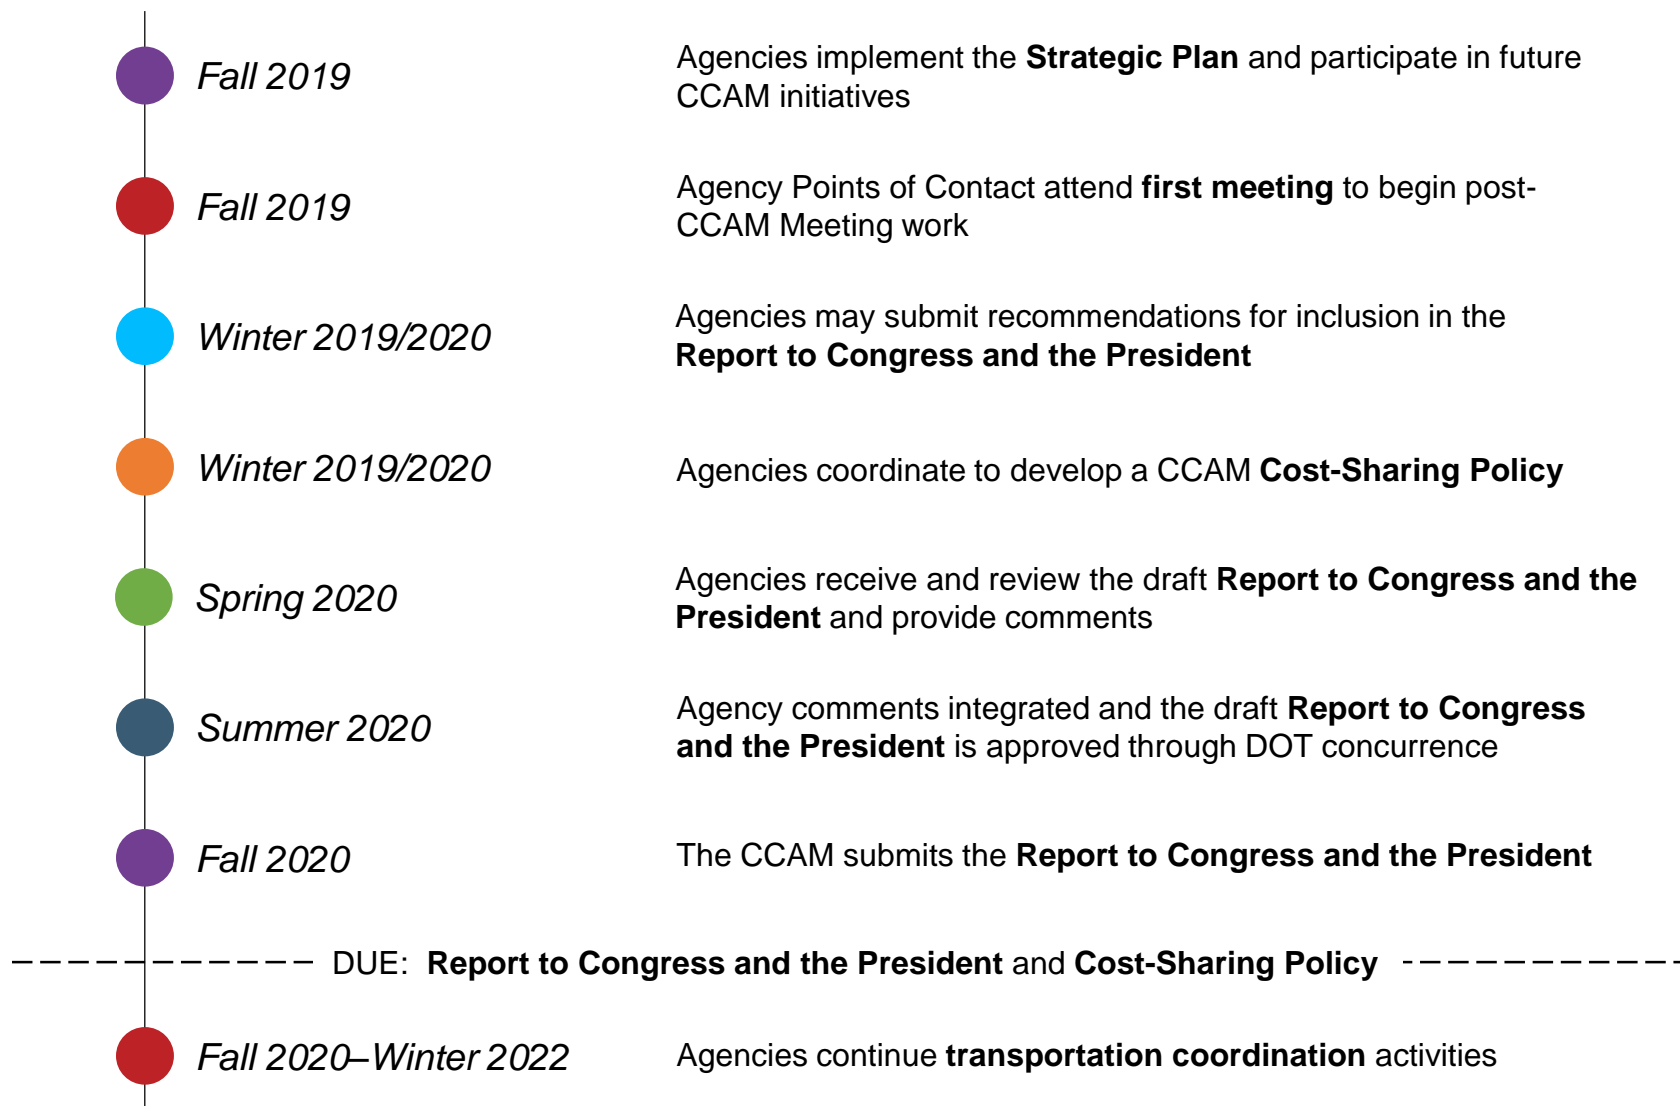 Fall 2019
Agencies implement the Strategic Plan and participate in future
CCAM initiatives
Fall 2019
Agency Points of Contact attend first meeting to begin post-
CCAM Meeting work
Winter 2019/2020
Agencies may submit recommendations for inclusion in the
Report to Congress and the President
Winter 2019/2020
Agencies coordinate to develop a CCAM Cost-Sharing Policy
Spring 2020
Agencies receive and review the draft Report to Congress and the
President and provide comments
Summer 2020
Agency comments integrated and the draft Report to Congress
and the President is approved through DOT concurrence
Fall 2020
The CCAM submits the Report to Congress and the President
DUE: Report to Congress and the President and Cost-Sharing Policy
Fall 2020–Winter 2022
Agencies continue transportation coordination activities